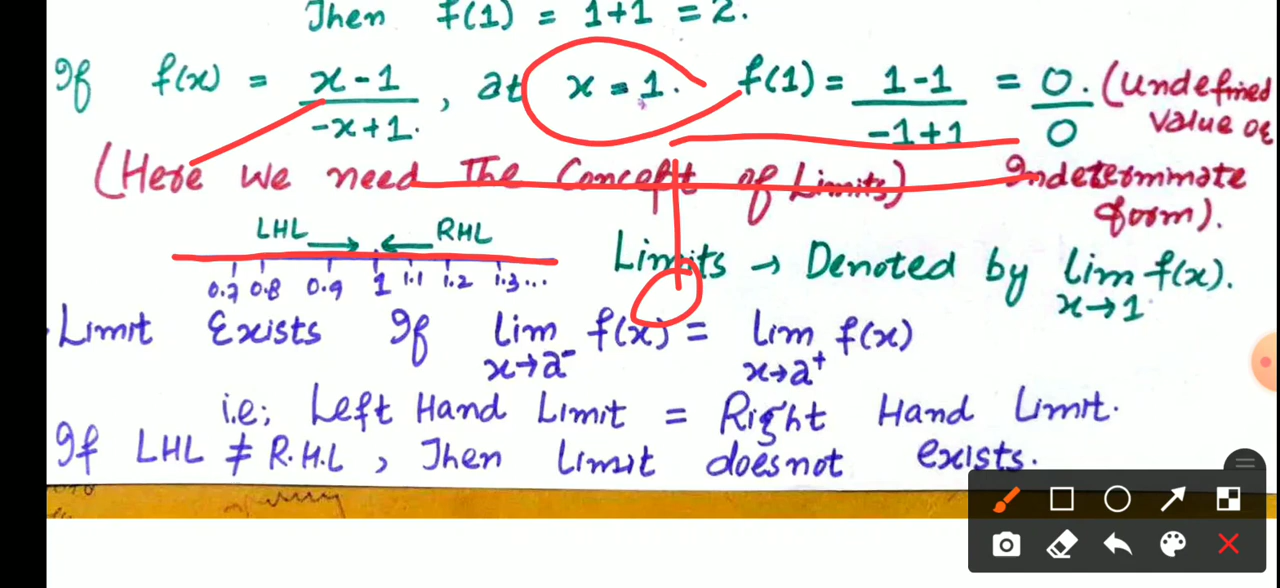 Then f(1) = 1+1 = 2.
If f(x) = x-1/-x+1., at x = 1. f(1) = 1-1/-1+1 = 0/0. (Undefined
value or
(Here we need The Concept of Limits) Indeterminate
form).
LHL → ← RHL
0.7 0.8 0.9 1 1.1 1.2 1.3...
Limits → Denoted by lim x→1 f(x).
Limit Exists If lim x→a⁻ f(x) = lim x→a⁺ f(x)
i.e; Left Hand Limit = Right Hand Limit.
If LHL ≠ R.H.L, Then Limit doesnot exists.